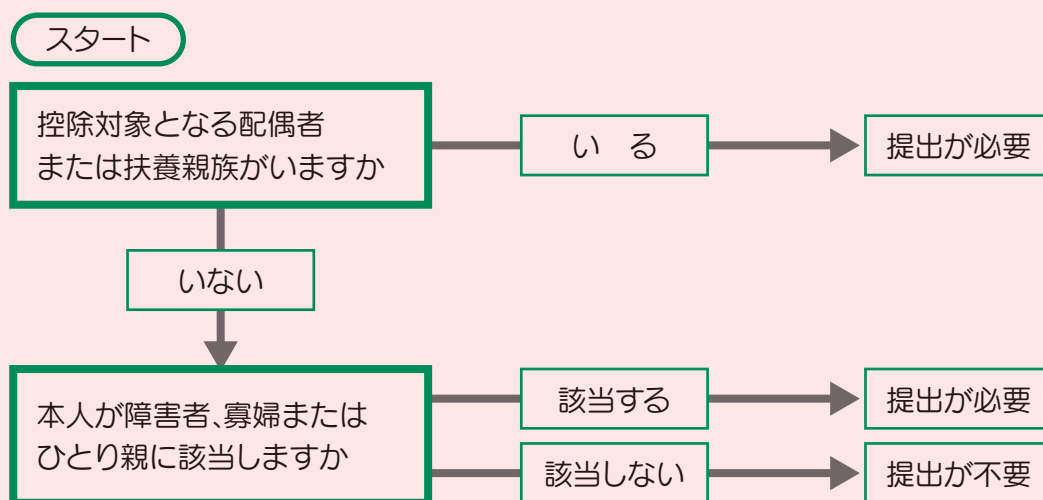 スタート
控除対象となる配偶者
または扶養親族がいますか
い る
提出が必要
いない
本人が障害者、寡婦または
ひとり親に該当しますか
該当する
提出が必要
該当しない
提出が不要